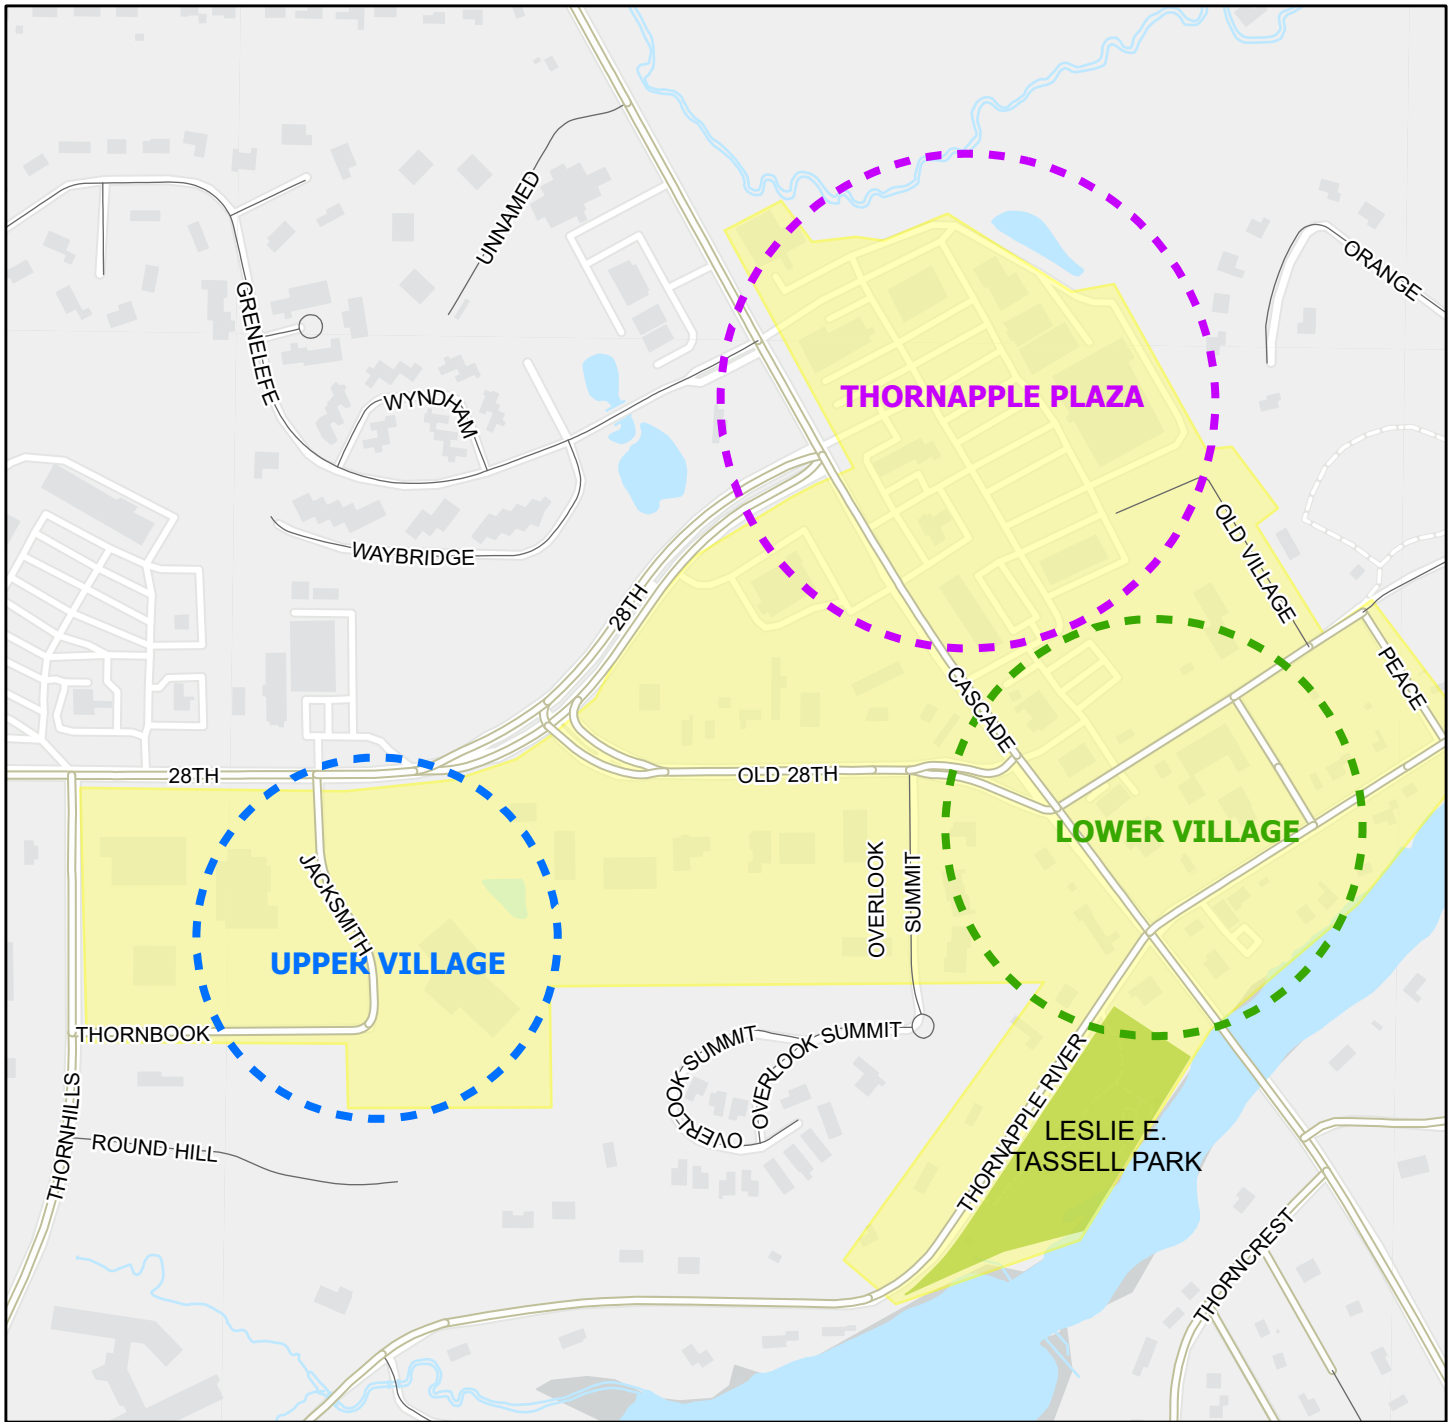 UNNAMED
ORANGE
GRENELEFE
WYNDHAM
THORNAPPLE PLAZA
OLD VILLAGE
WAYBRIDGE
28TH
PEACE
CASCADE
28TH
OLD 28TH
LOWER VILLAGE
OVERLOOK
SUMMIT
JACKSMITH
UPPER VILLAGE
THORNBOOK
OVERLOOK SUMMIT
OVERLOOK SUMMIT
OVERLOOK
THORNAPPLE RIVER
THORNHILLS
ROUND HILL
LESLIE E.
TASSELL PARK
THORNCREST